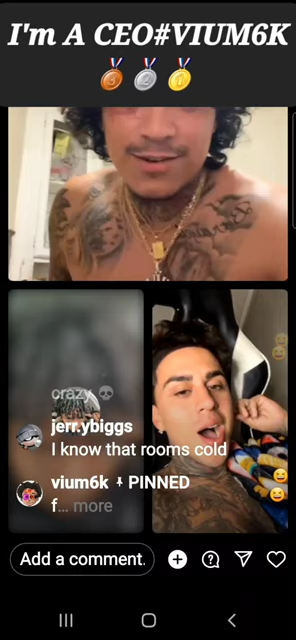 I'm A CEO#VIUM6K
🥉🥈🥇
crazy 💀
jerr.ybiggs
I know that rooms cold
vium6k PINNED
f... more
Add a comment.